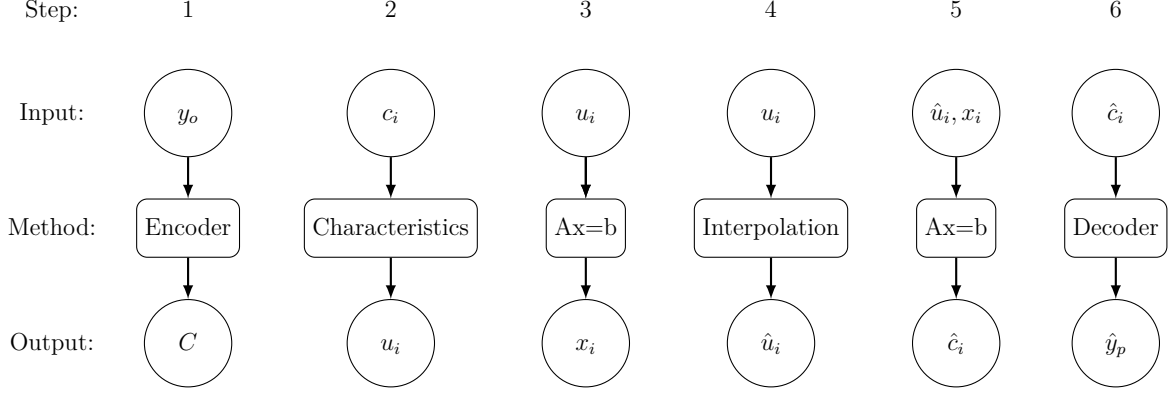 Step: 1 2 3 4 5 6
Input: y_o c_i u_i u_i û_i, x_i ĉ_i
Method: Encoder Characteristics Ax=b Interpolation Ax=b Decoder
Output: C u_i x_i û_i ĉ_i ŷ_p